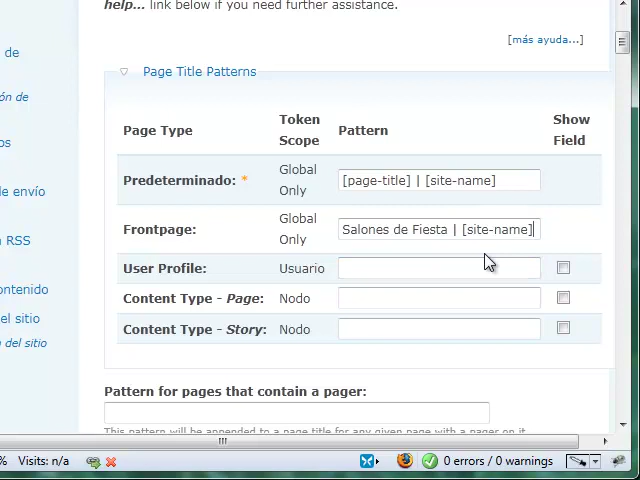 help... link below if you need further assistance.
[más ayuda...]
de
Page Title Patterns
ón de
Page Type
Token Scope
Pattern
Show Field
os
Predeterminado: *
Global Only
[page-title] | [site-name]
de envío
Frontpage:
Global Only
Salones de Fiesta | [site-name]
n RSS
User Profile:
Usuario
ontenido
Content Type - Page:
Nodo
el sitio
Content Type - Story:
Nodo
n del sitio
Pattern for pages that contain a pager:
This pattern will be appended to a page title for any given page with a pager on it
% Visits: n/a
0 errors / 0 warnings